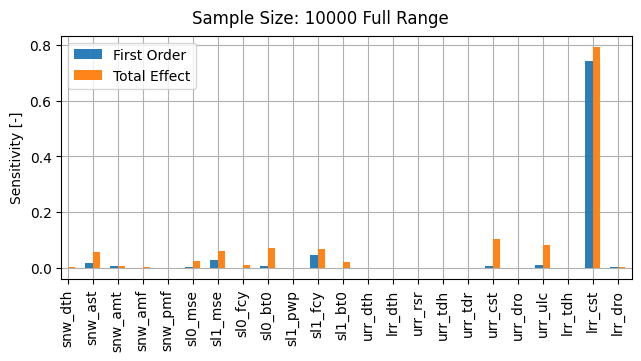 Sample Size: 10000 Full Range
First Order
Total Effect
Sensitivity [-]
0.8
0.6
0.4
0.2
0.0
snw_dth
snw_ast
snw_amt
snw_amf
snw_pmf
sl0_mse
sl1_mse
sl0_fcy
sl0_bt0
sl1_pwp
sl1_fcy
sl1_bt0
urr_dth
lrr_dth
urr_rsr
urr_tdh
urr_tdr
urr_cst
urr_dro
urr_ulc
lrr_tdh
lrr_cst
lrr_dro